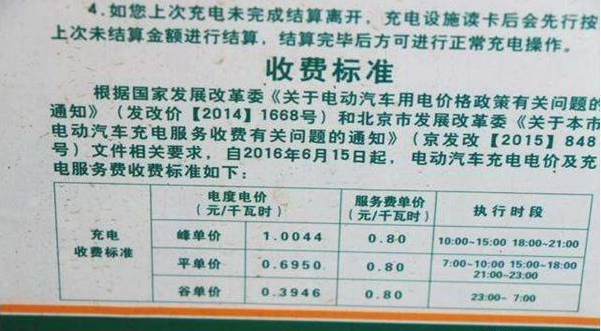 4．如您上次充电未完成结算离开，充电设施读卡后会先行按
上次未结算金额进行结算，结算完毕后方可进行正常充电操作。
收费标准
根据国家发展改革委《关于电动汽车用电价格政策有关问题的
通知》（发改价【2014】1668号）和北京市发展改革委《关于本市
电动汽车充电服务收费有关问题的通知》（京发改【2015】848
号）文件相关要求，自2016年6月15日起，电动汽车充电电价及充
电服务费收费标准如下：
电度电价 服务费单价 执行时段
（元/千瓦时） （元/千瓦时）
充电 收费标准
峰单价 1.0044 0.80 10:00~15:00 18:00~21:00
平单价 0.6950 0.80 7:00~10:00 15:00~18:00
21:00~23:00
谷单价 0.3946 0.80 23:00~ 7:00